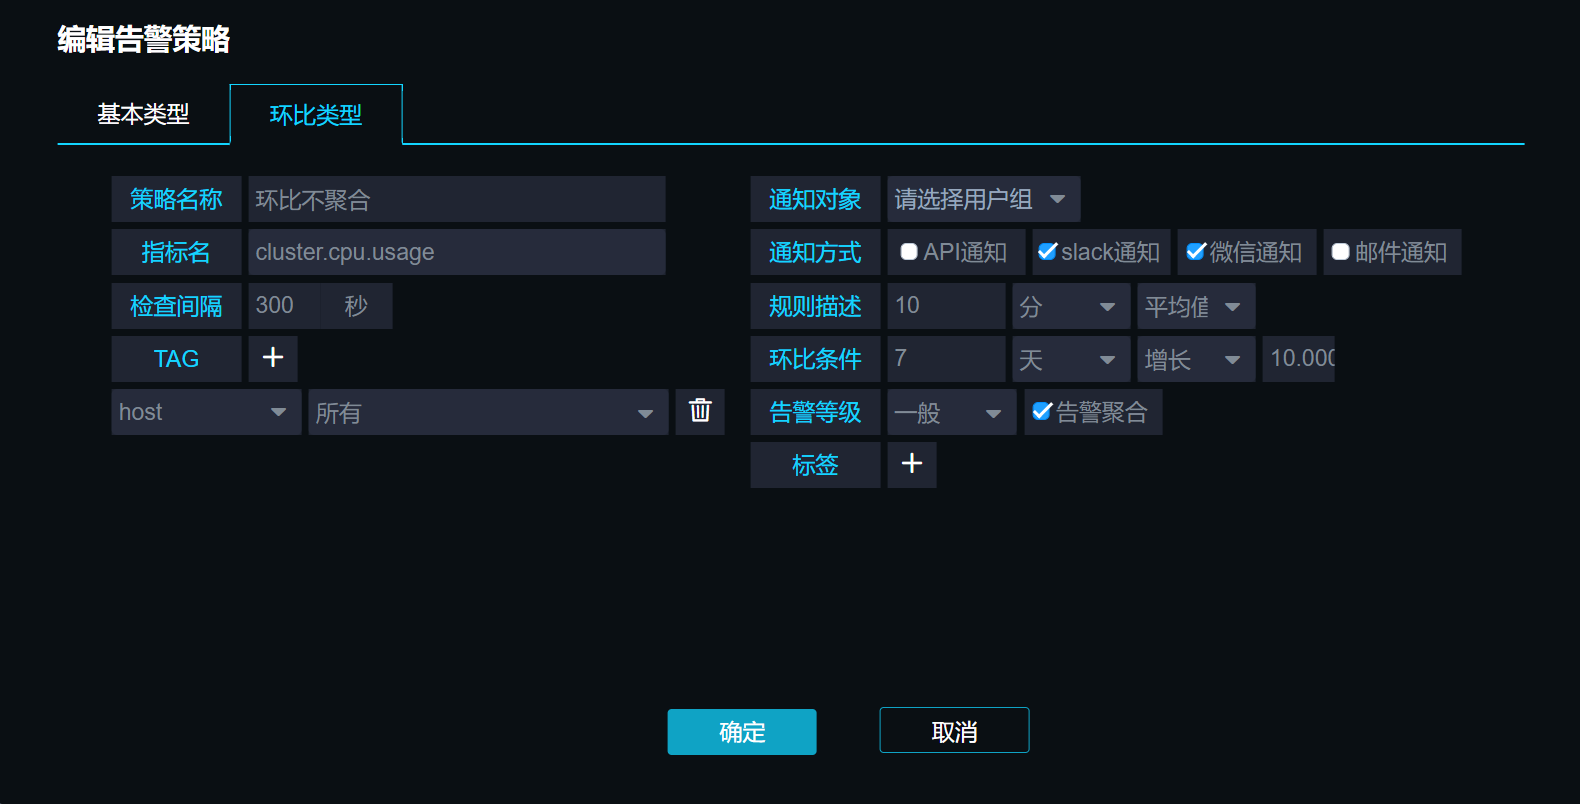 编辑告警策略
基本类型 环比类型
策略名称 环比不聚合
指标名 cluster.cpu.usage
检查间隔 300 秒
TAG +
host 所有
通知对象 请选择用户组
通知方式 API通知 slack通知 微信通知 邮件通知
规则描述 10 分 平均值
环比条件 7 天 增长 10.000
告警等级 一般 告警聚合
标签 +
确定 取消